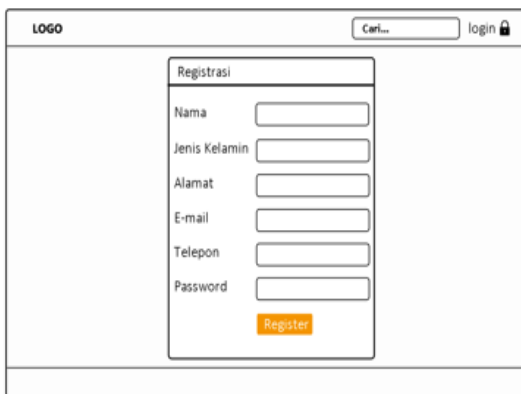 LOGO
Cari...
login
Registrasi
Nama
Jenis Kelamin
Alamat
E-mail
Telepon
Password
Register